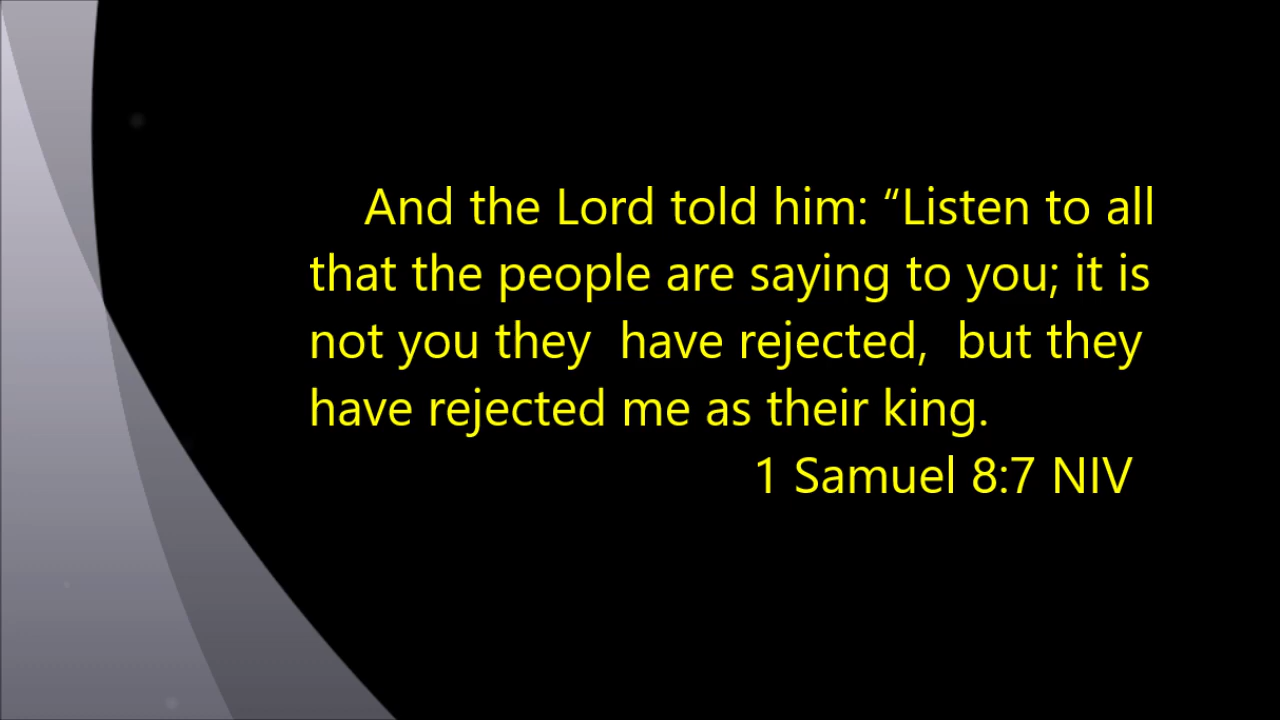 And the Lord told him: “Listen to all
that the people are saying to you; it is
not you they  have rejected,  but they
have rejected me as their king.
1 Samuel 8:7 NIV